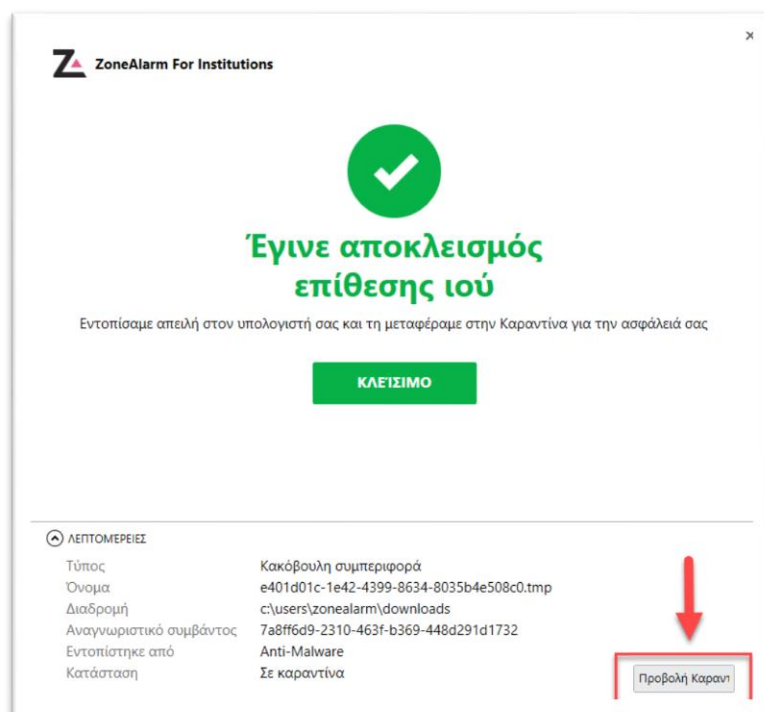 ZoneAlarm For Institutions
Έγινε αποκλεισμός
επίθεσης ιού
Εντοπίσαμε απειλή στον υπολογιστή σας και τη μεταφέραμε στην Καραντίνα για την ασφάλειά σας
ΚΛΕΊΣΙΜΟ
ΛΕΠΤΟΜΈΡΕΙΕΣ
Τύπος Κακόβουλη συμπεριφορά
Όνομα e401d01c-1e42-4399-8634-8035b4e508c0.tmp
Διαδρομή c:\users\zonealarm\downloads
Αναγνωριστικό συμβάντος 7a8ff6d9-2310-463f-b369-448d291d1732
Εντοπίστηκε από Anti-Malware
Κατάσταση Σε καραντίνα
Προβολή Καραντ